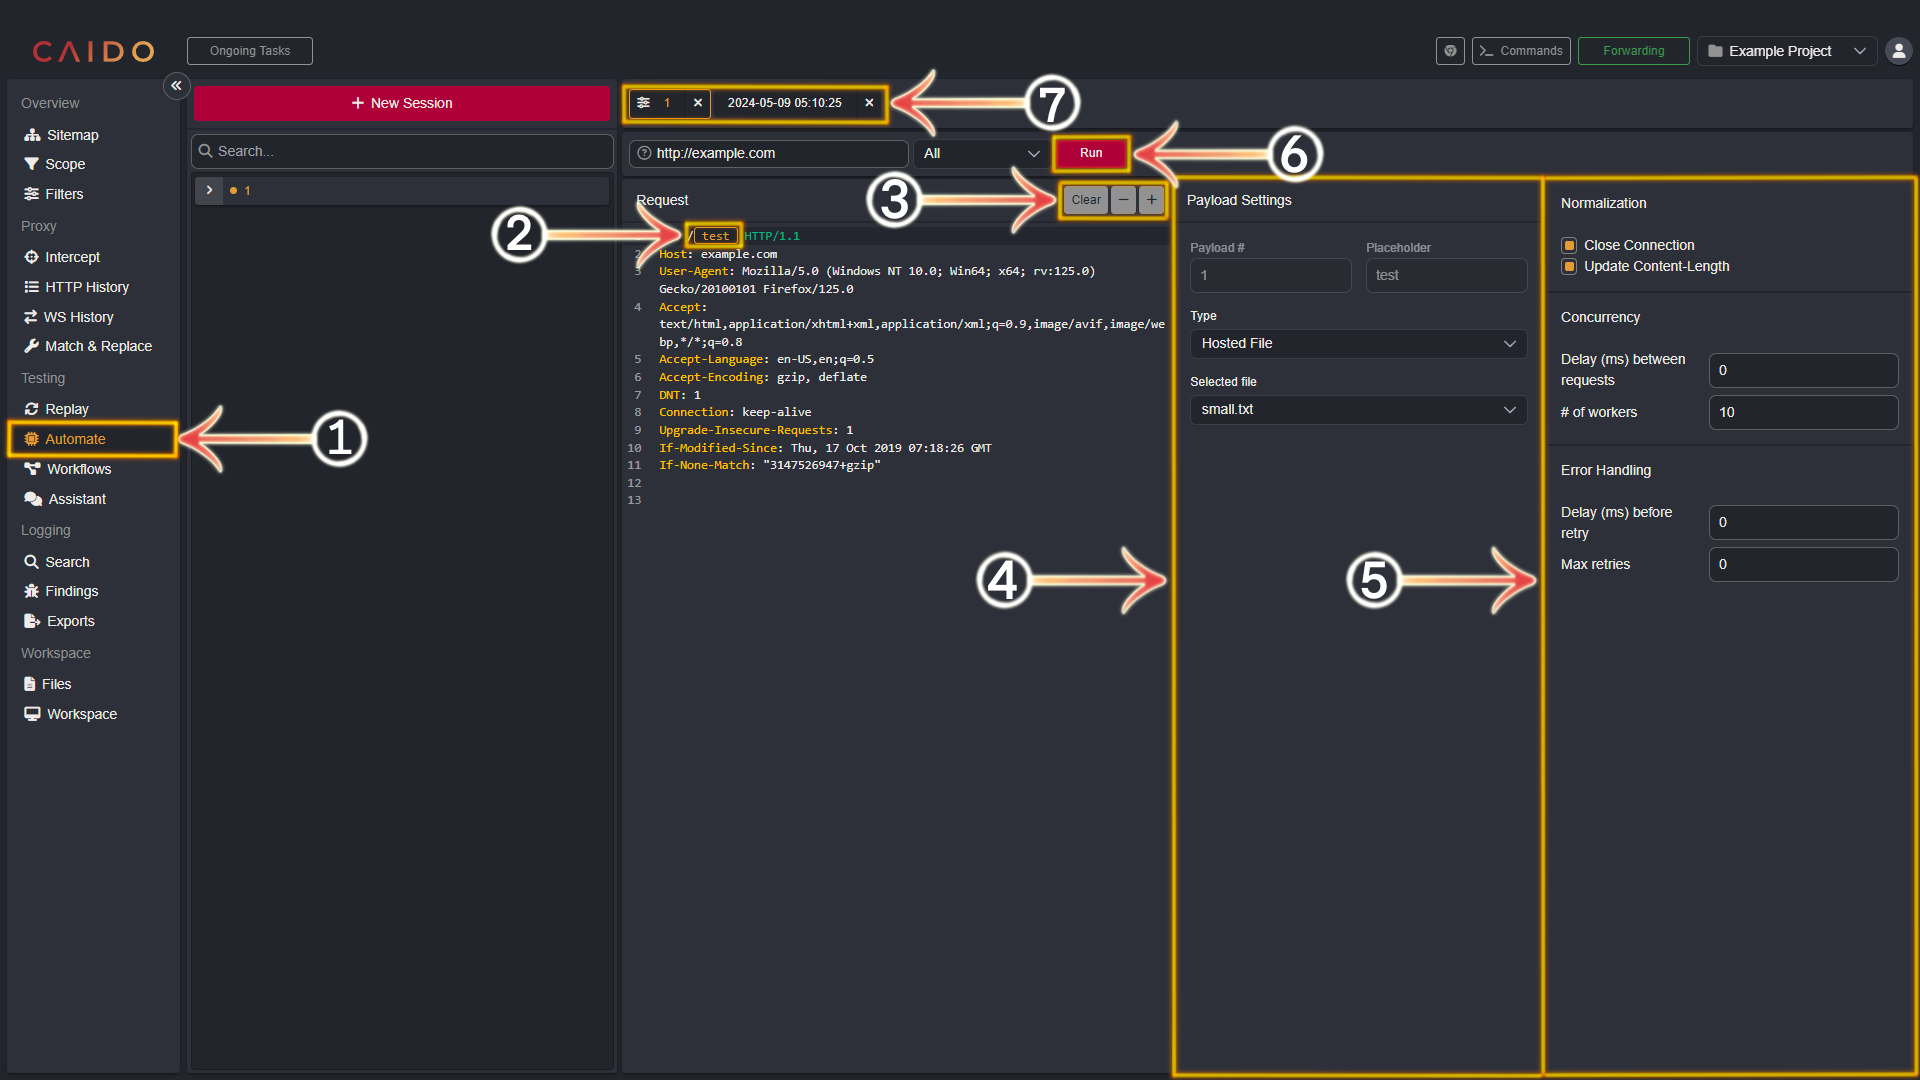 CAIDO
Ongoing Tasks
Commands
Forwarding
Example Project
Overview
Sitemap
Scope
Filters
Proxy
Intercept
HTTP History
WS History
Match & Replace
Testing
Replay
Automate
1
Workflows
Assistant
Logging
Search
Findings
Exports
Workspace
Files
Workspace
+ New Session
Search...
1
1
2024-05-09 05:10:25
7
http://example.com
All
Run
6
Request
3
Clear
2
/test HTTP/1.1
2 Host: example.com
3 User-Agent: Mozilla/5.0 (Windows NT 10.0; Win64; x64; rv:125.0)
Gecko/20100101 Firefox/125.0
4 Accept:
text/html,application/xhtml+xml,application/xml;q=0.9,image/avif,image/we
bp,*/*;q=0.8
5 Accept-Language: en-US,en;q=0.5
6 Accept-Encoding: gzip, deflate
7 DNT: 1
8 Connection: keep-alive
9 Upgrade-Insecure-Requests: 1
10 If-Modified-Since: Thu, 17 Oct 2019 07:18:26 GMT
11 If-None-Match: "3147526947+gzip"
12
13
4
Payload Settings
Payload # Placeholder
1 test
Type
Hosted File
Selected file
small.txt
5
Normalization
Close Connection
Update Content-Length
Concurrency
Delay (ms) between
requests
0
# of workers 10
Error Handling
Delay (ms) before
retry
0
Max retries 0